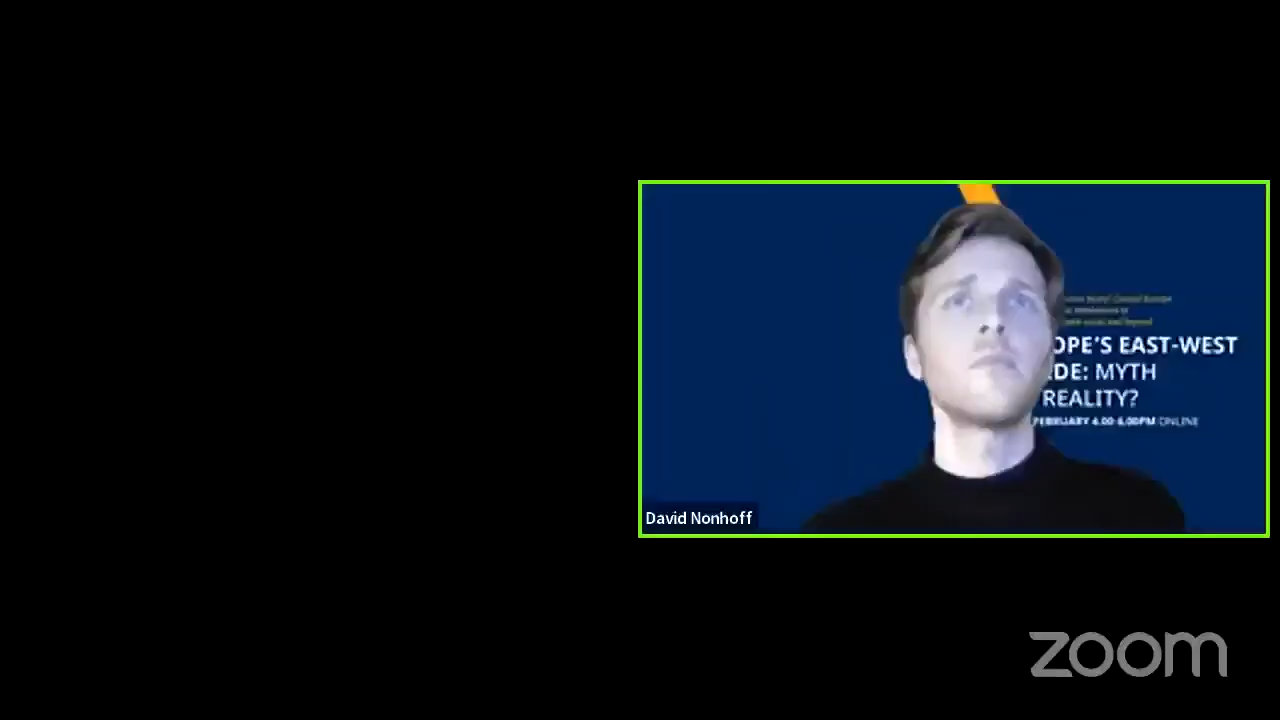 OPE'S EAST-WEST
DE: MYTH
REALITY?
FEBRUARY 4.00-6.00PM ONLINE
David Nonhoff
zoom